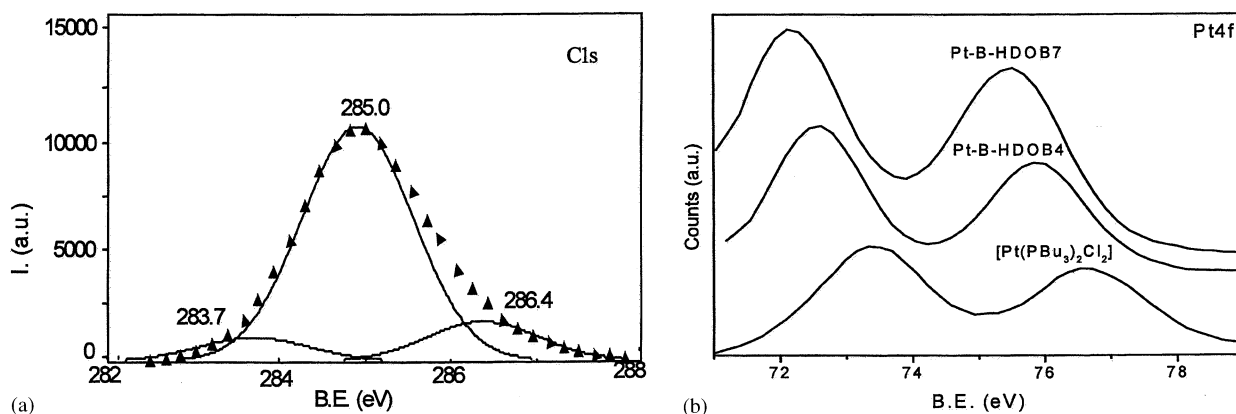 15000
10000
5000
0
I. (a.u.)
C1s
285.0
283.7
286.4
282
284
286
288
B.E. (eV)
(a)
Pt4f
Pt-B-HDOB7
Pt-B-HDOB4
[Pt(PBu₃)₂Cl₂]
Counts (a.u.)
72
74
76
78
B.E. (eV)
(b)